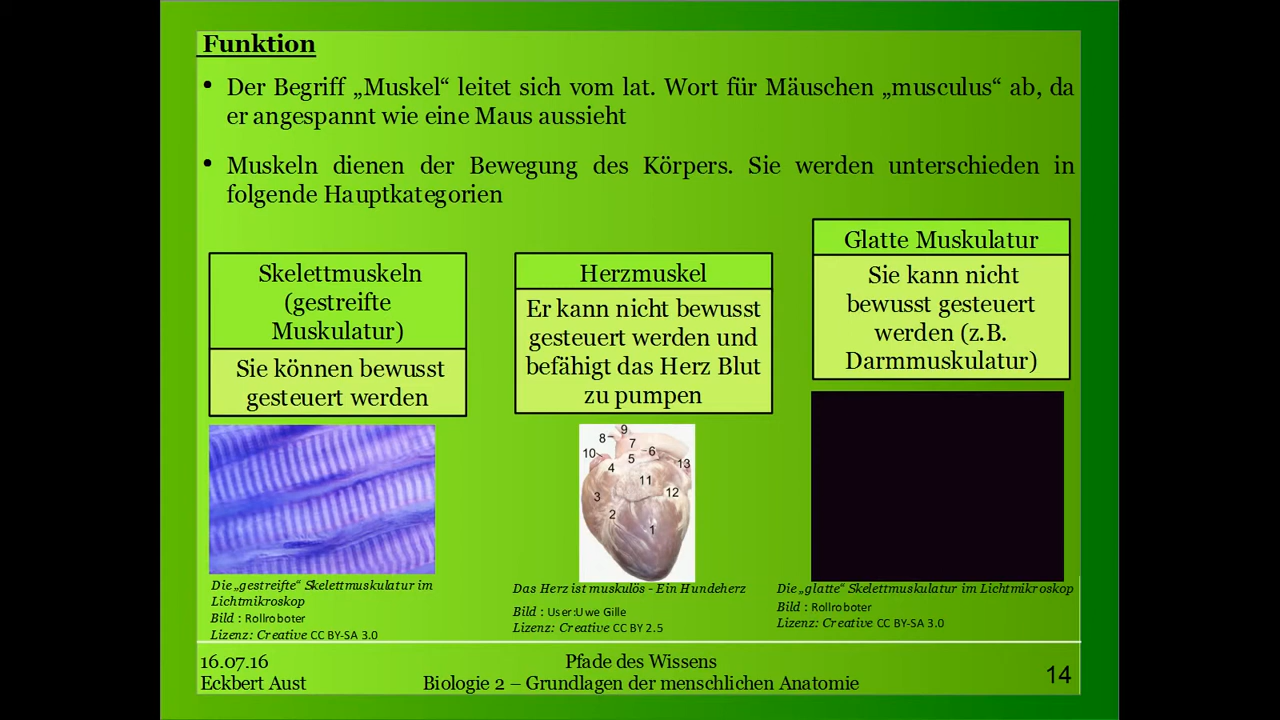 Funktion
• Der Begriff „Muskel“ leitet sich vom lat. Wort für Mäuschen „musculus“ ab, da
er angespannt wie eine Maus aussieht
• Muskeln dienen der Bewegung des Körpers. Sie werden unterschieden in
folgende Hauptkategorien
Skelettmuskeln
(gestreifte
Muskulatur)
Sie können bewusst
gesteuert werden
Herzmuskel
Er kann nicht bewusst
gesteuert werden und
befähigt das Herz Blut
zu pumpen
Glatte Muskulatur
Sie kann nicht
bewusst gesteuert
werden (z.B.
Darmmuskulatur)
9
8
7
6
10
5
13
4
11
12
3
2
1
Die „gestreifte“ Skelettmuskulatur im
Lichtmikroskop
Bild : Rollroboter
Lizenz: Creative CC BY-SA 3.0
Das Herz ist muskulös - Ein Hundeherz
Bild : User:Uwe Gille
Lizenz: Creative CC BY 2.5
Die „glatte“ Skelettmuskulatur im Lichtmikroskop
Bild : Rollroboter
Lizenz: Creative CC BY-SA 3.0
16.07.16
Eckbert Aust
Pfade des Wissens
Biologie 2 – Grundlagen der menschlichen Anatomie
14